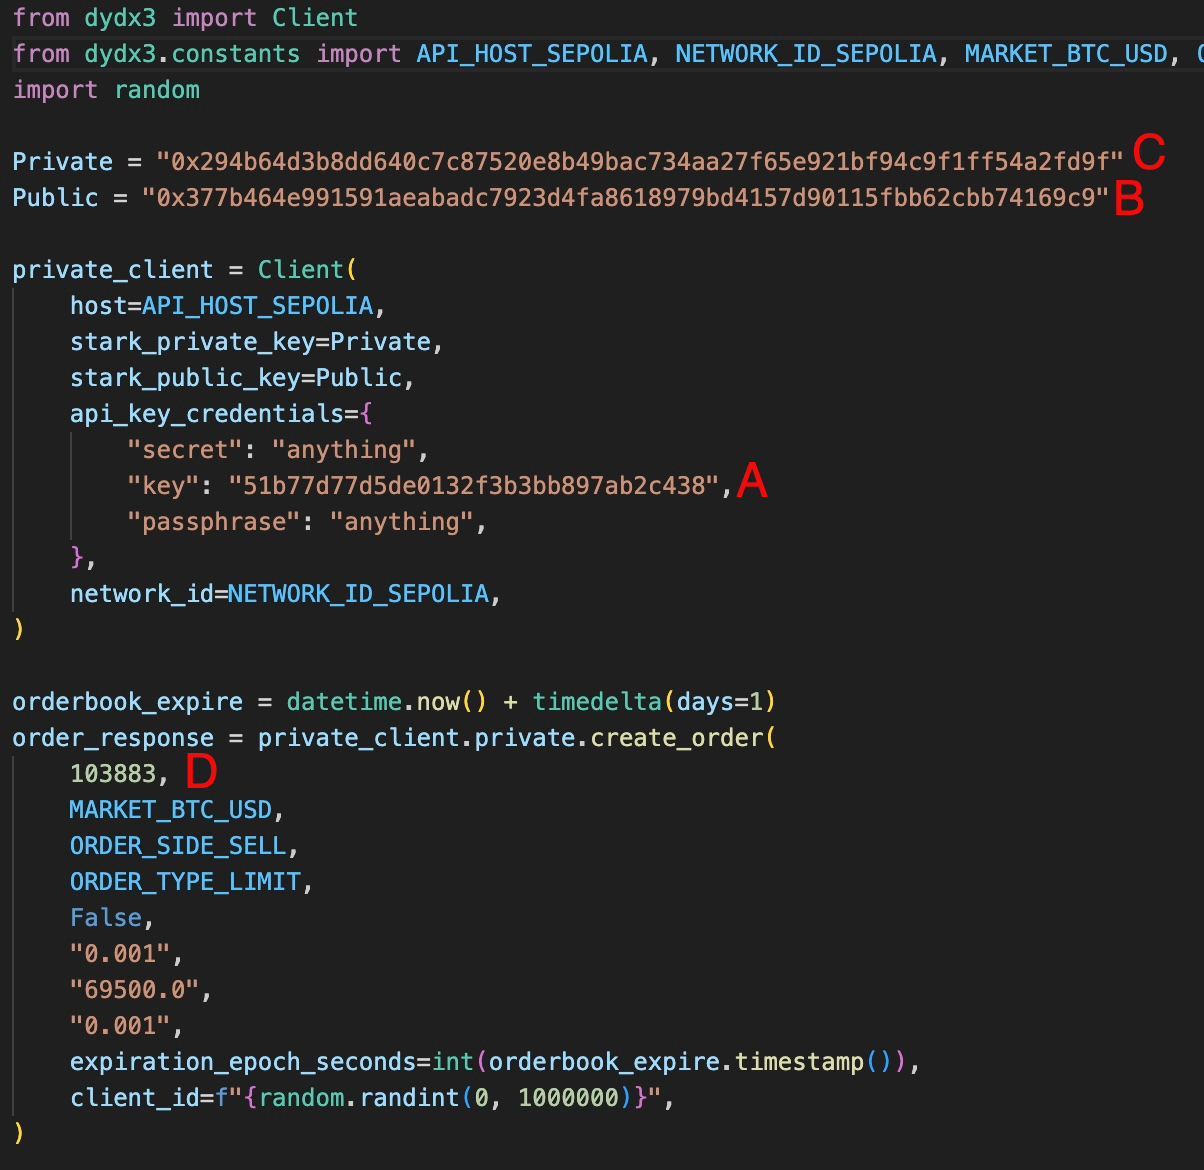 from dydx3 import Client
from dydx3.constants import API_HOST_SEPOLIA, NETWORK_ID_SEPOLIA, MARKET_BTC_USD,
import random
Private = "0x294b64d3b8dd640c7c87520e8b49bac734aa27f65e921bf94c9f1ff54a2fd9f" C
Public = "0x377b464e991591aeabadc7923d4fa8618979bd4157d90115fbb62cbb74169c9" B
private_client = Client(
host=API_HOST_SEPOLIA,
stark_private_key=Private,
stark_public_key=Public,
api_key_credentials={
"secret": "anything",
"key": "51b77d77d5de0132f3b3bb897ab2c438", A
"passphrase": "anything",
},
network_id=NETWORK_ID_SEPOLIA,
)
orderbook_expire = datetime.now() + timedelta(days=1)
order_response = private_client.private.create_order(
103883, D
MARKET_BTC_USD,
ORDER_SIDE_SELL,
ORDER_TYPE_LIMIT,
False,
"0.001",
"69500.0",
"0.001",
expiration_epoch_seconds=int(orderbook_expire.timestamp()),
client_id=f"{random.randint(0, 1000000)}",
)